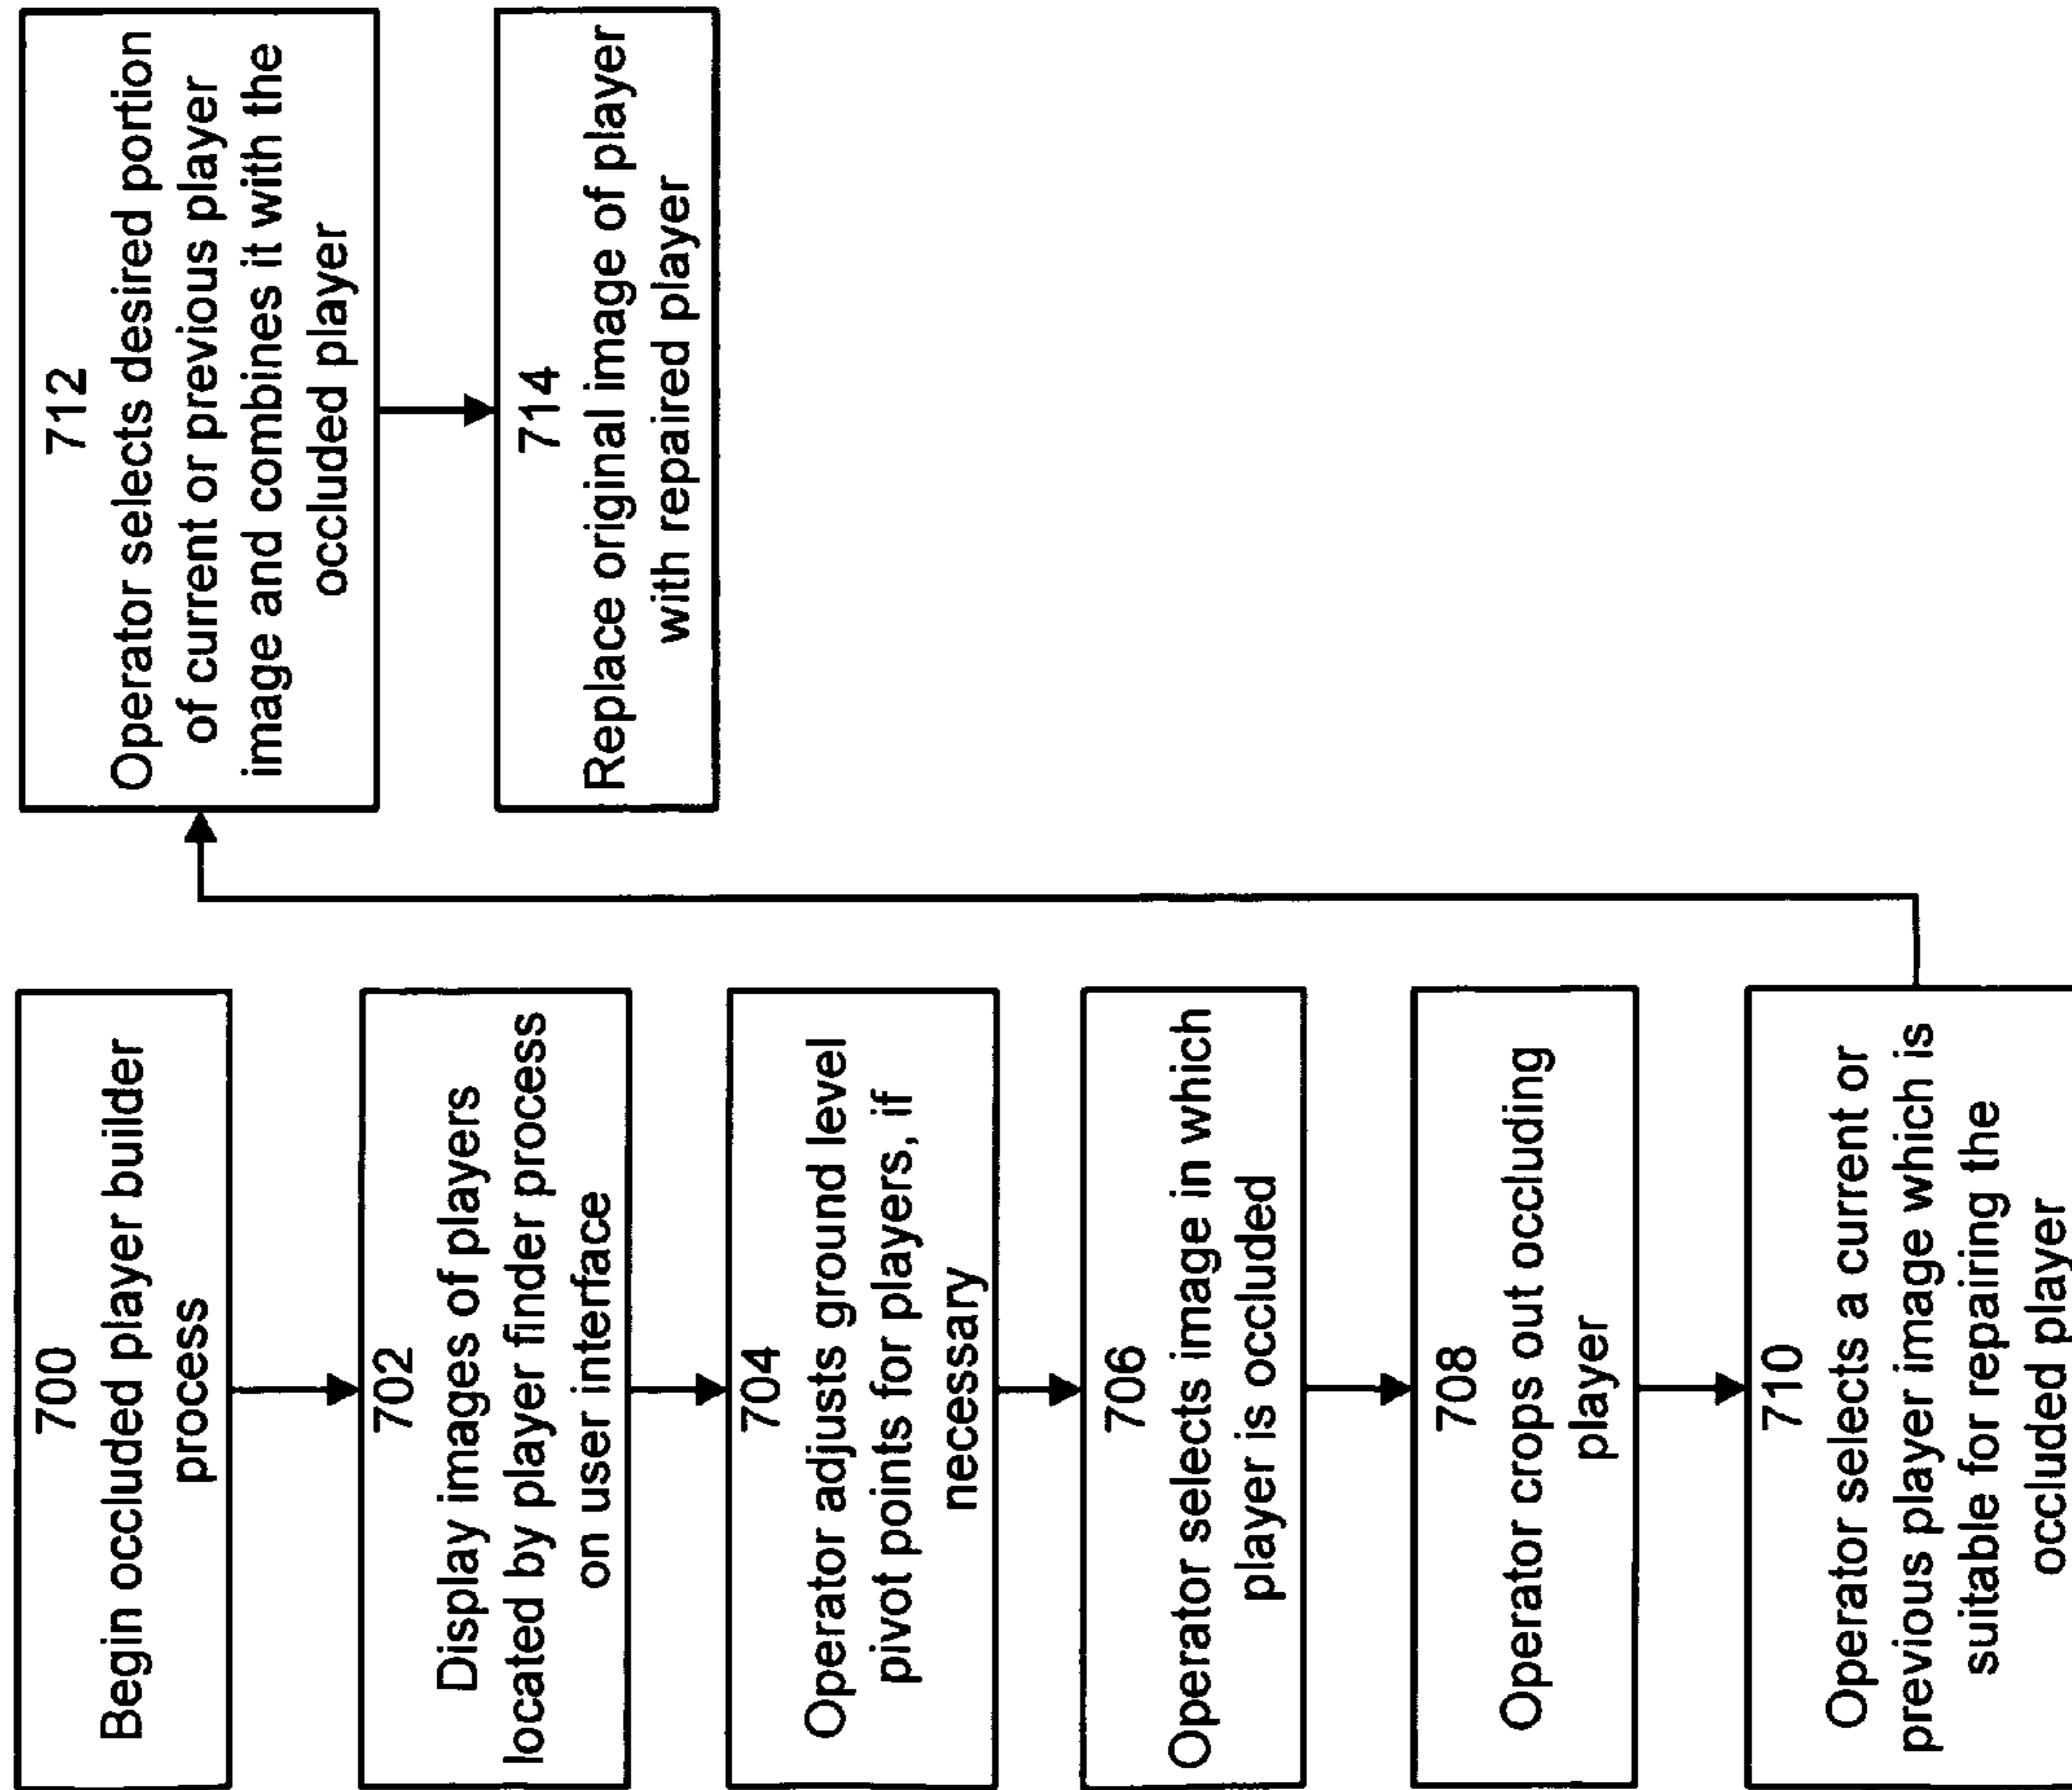 700
Begin occluded player builder
process
702
Display images of players
located by player finder process
on user interface
704
Operator adjusts ground level
pivot points for players, if
necessary
706
Operator selects image in which
player is occluded
708
Operator crops out occluding
player
710
Operator selects a current or
previous player image which is
suitable for repairing the
occluded player
712
Operator selects desired portion
of current or previous player
image and combines it with the
occluded player
714
Replace original image of player
with repaired player